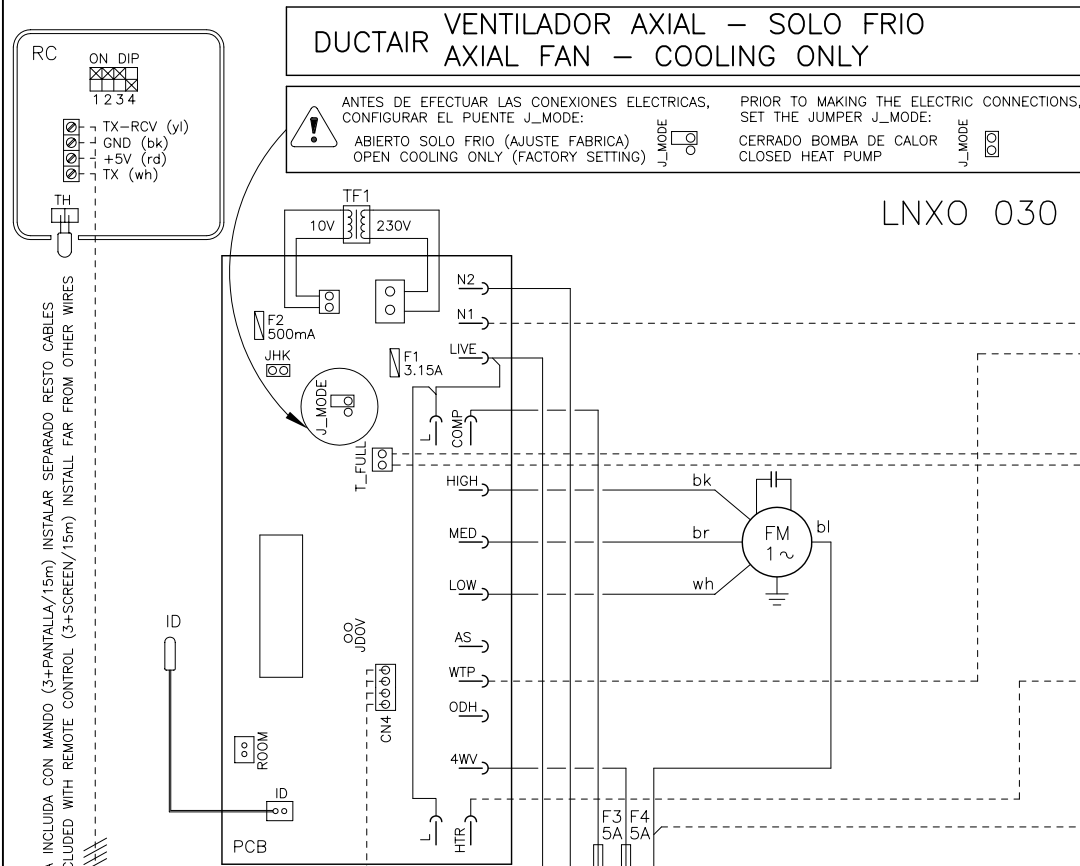 DUCTAIR
VENTILADOR AXIAL – SOLO FRIO
AXIAL FAN – COOLING ONLY
ANTES DE EFECTUAR LAS CONEXIONES ELECTRICAS,
CONFIGURAR EL PUENTE J_MODE:
ABIERTO SOLO FRIO (AJUSTE FABRICA)
OPEN COOLING ONLY (FACTORY SETTING)
J_MODE
PRIOR TO MAKING THE ELECTRIC CONNECTIONS,
SET THE JUMPER J_MODE:
CERRADO BOMBA DE CALOR
CLOSED HEAT PUMP
J_MODE
RC
ON DIP
1 2 3 4
TX-RCV (yl)
GND (bk)
+5V (rd)
TX (wh)
TH
LNXO 030
TF1
10V
230V
N2
N1
LIVE
F2
500mA
JHK
F1
3.15A
J_MODE
L
COMP
T_FULL
HIGH
MED
LOW
AS
WTP
ODH
4WV
bk
br
wh
bl
FM
1 ~
JDOV
CN4
ROOM
ID
ID
L
HTR
PCB
F3
5A
F4
5A
A INCLUIDA CON MANDO (3+PANTALLA/15m) INSTALAR SEPARADO RESTO CABLES
CLUDED WITH REMOTE CONTROL (3+SCREEN/15m) INSTALL FAR FROM OTHER WIRES